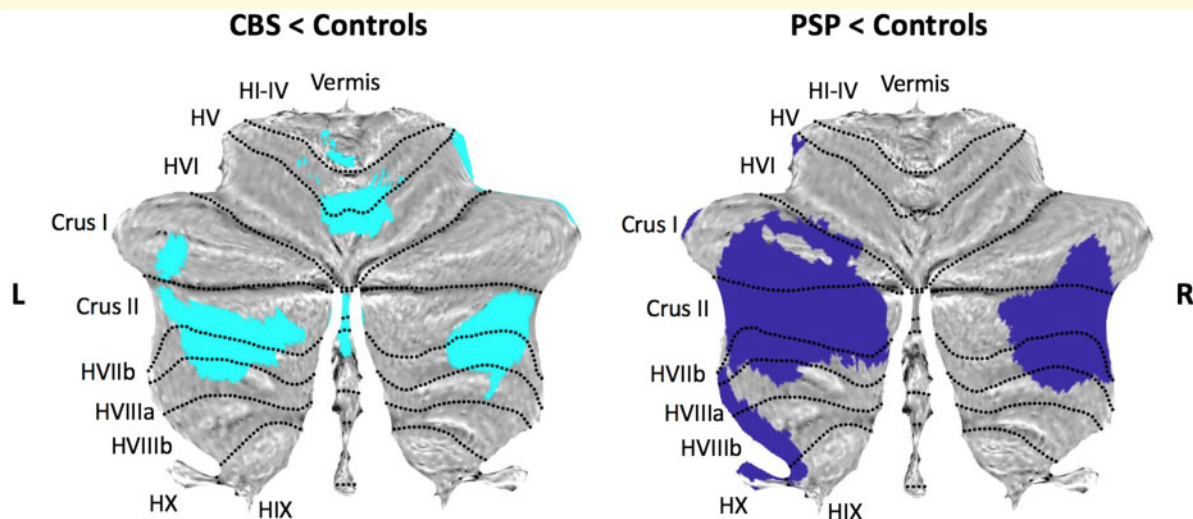 CBS < Controls
PSP < Controls
Vermis
HI-IV
HV
HVI
Crus I
L
Crus II
HVIIb
HVIIIa
HVIIIb
HX
HIX
Vermis
HI-IV
HV
HVI
Crus I
R
Crus II
HVIIb
HVIIIa
HVIIIb
HX
HIX